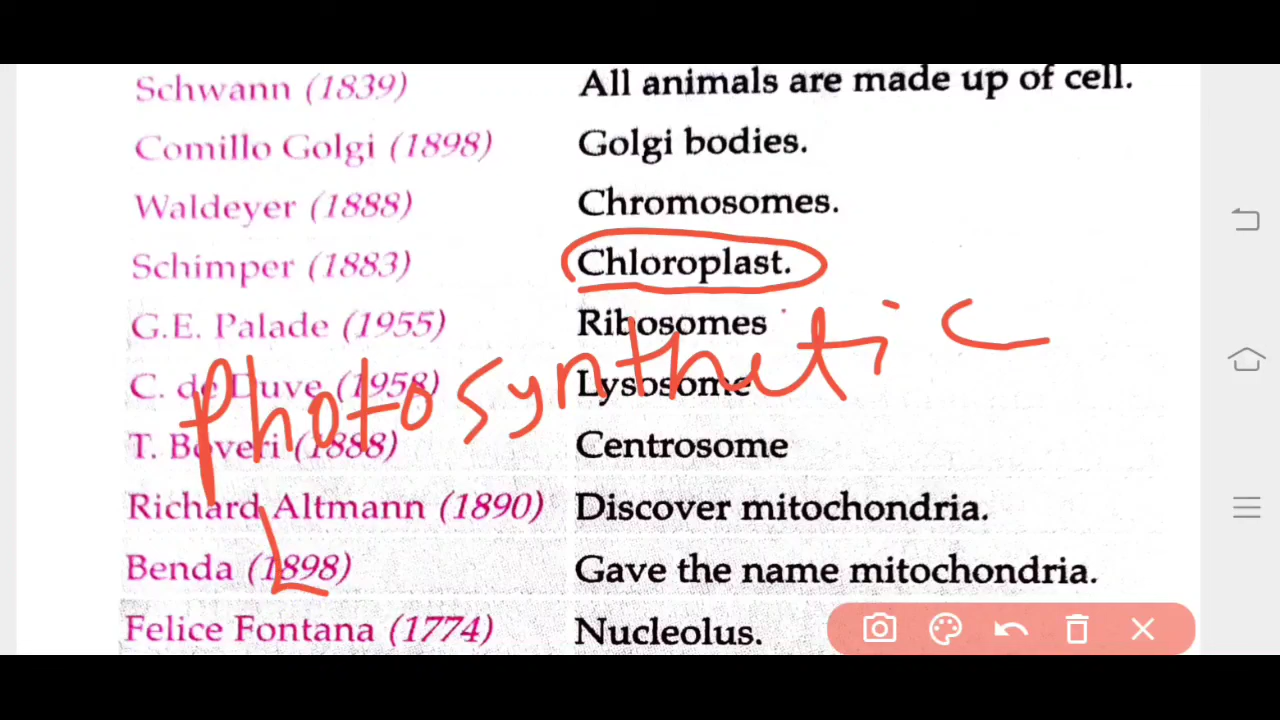 Schwann (1839) All animals are made up of cell.
Comillo Golgi (1898) Golgi bodies.
Waldeyer (1888) Chromosomes.
Schimper (1883) Chloroplast.
G.E. Palade (1955) Ribosomes
Photosynthetic
C. de Duve (1958) Lysosome
T. Boveri (1888) Centrosome
Richard Altmann (1890) Discover mitochondria.
L
Benda (1898) Gave the name mitochondria.
Felice Fontana (1774) Nucleolus.